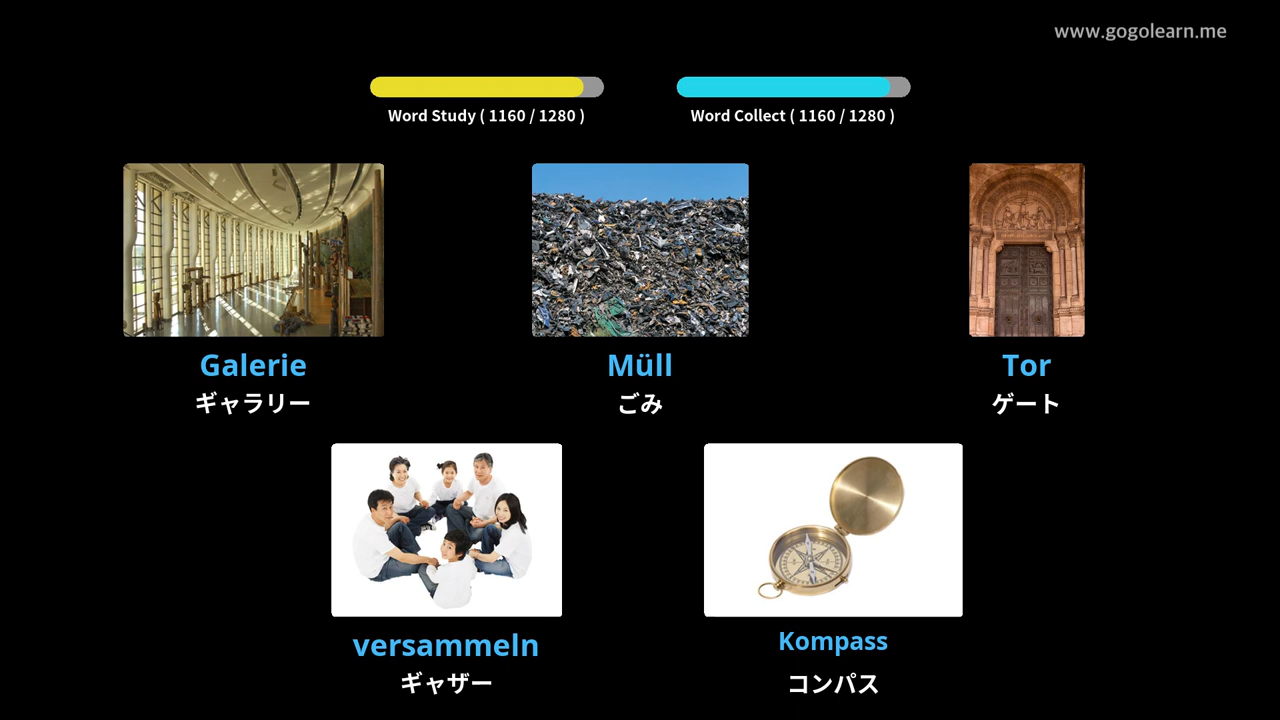 www.gogolearn.me
Word Study ( 1160 / 1280 )
Word Collect ( 1160 / 1280 )
Galerie
ギャラリー
Müll
ごみ
Tor
ゲート
versammeln
ギャザー
Kompass
コンパス